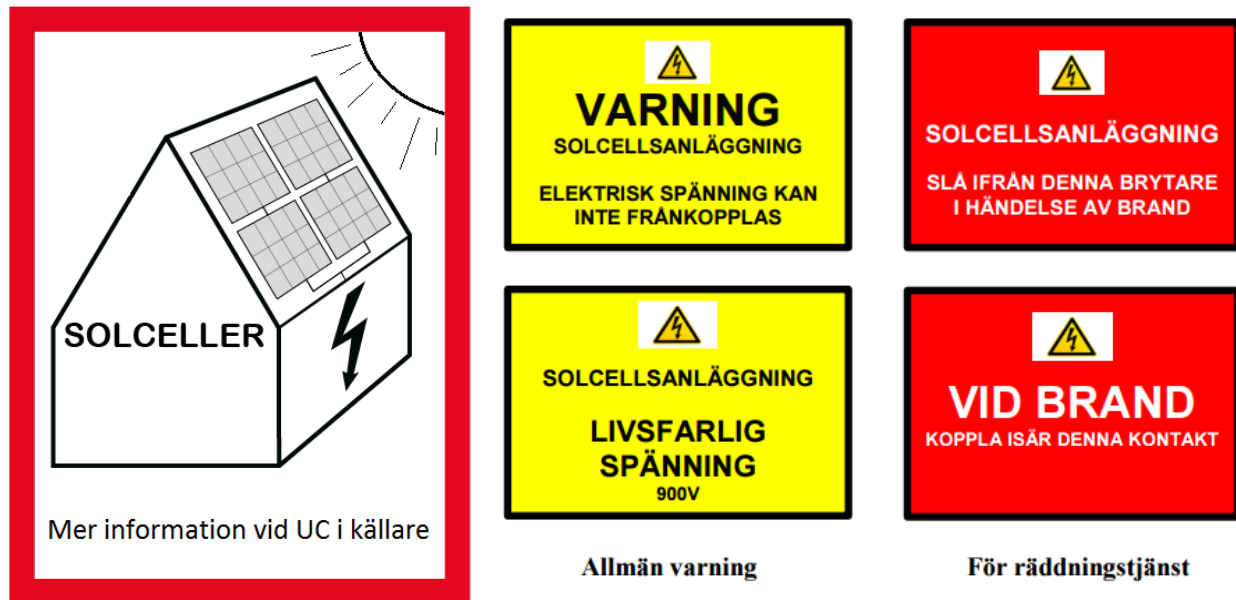 SOLCELLER
Mer information vid UC i källare
VARNING
SOLCELLSANLÄGGNING
ELEKTRISK SPÄNNING KAN
INTE FRÅNKOPPLAS
SOLCELLSANLÄGGNING
LIVSFARLIG
SPÄNNING
900V
Allmän varning
SOLCELLSANLÄGGNING
SLÅ IFRÅN DENNA BRYTARE
I HÄNDELSE AV BRAND
VID BRAND
KOPPLA ISÄR DENNA KONTAKT
För räddningstjänst